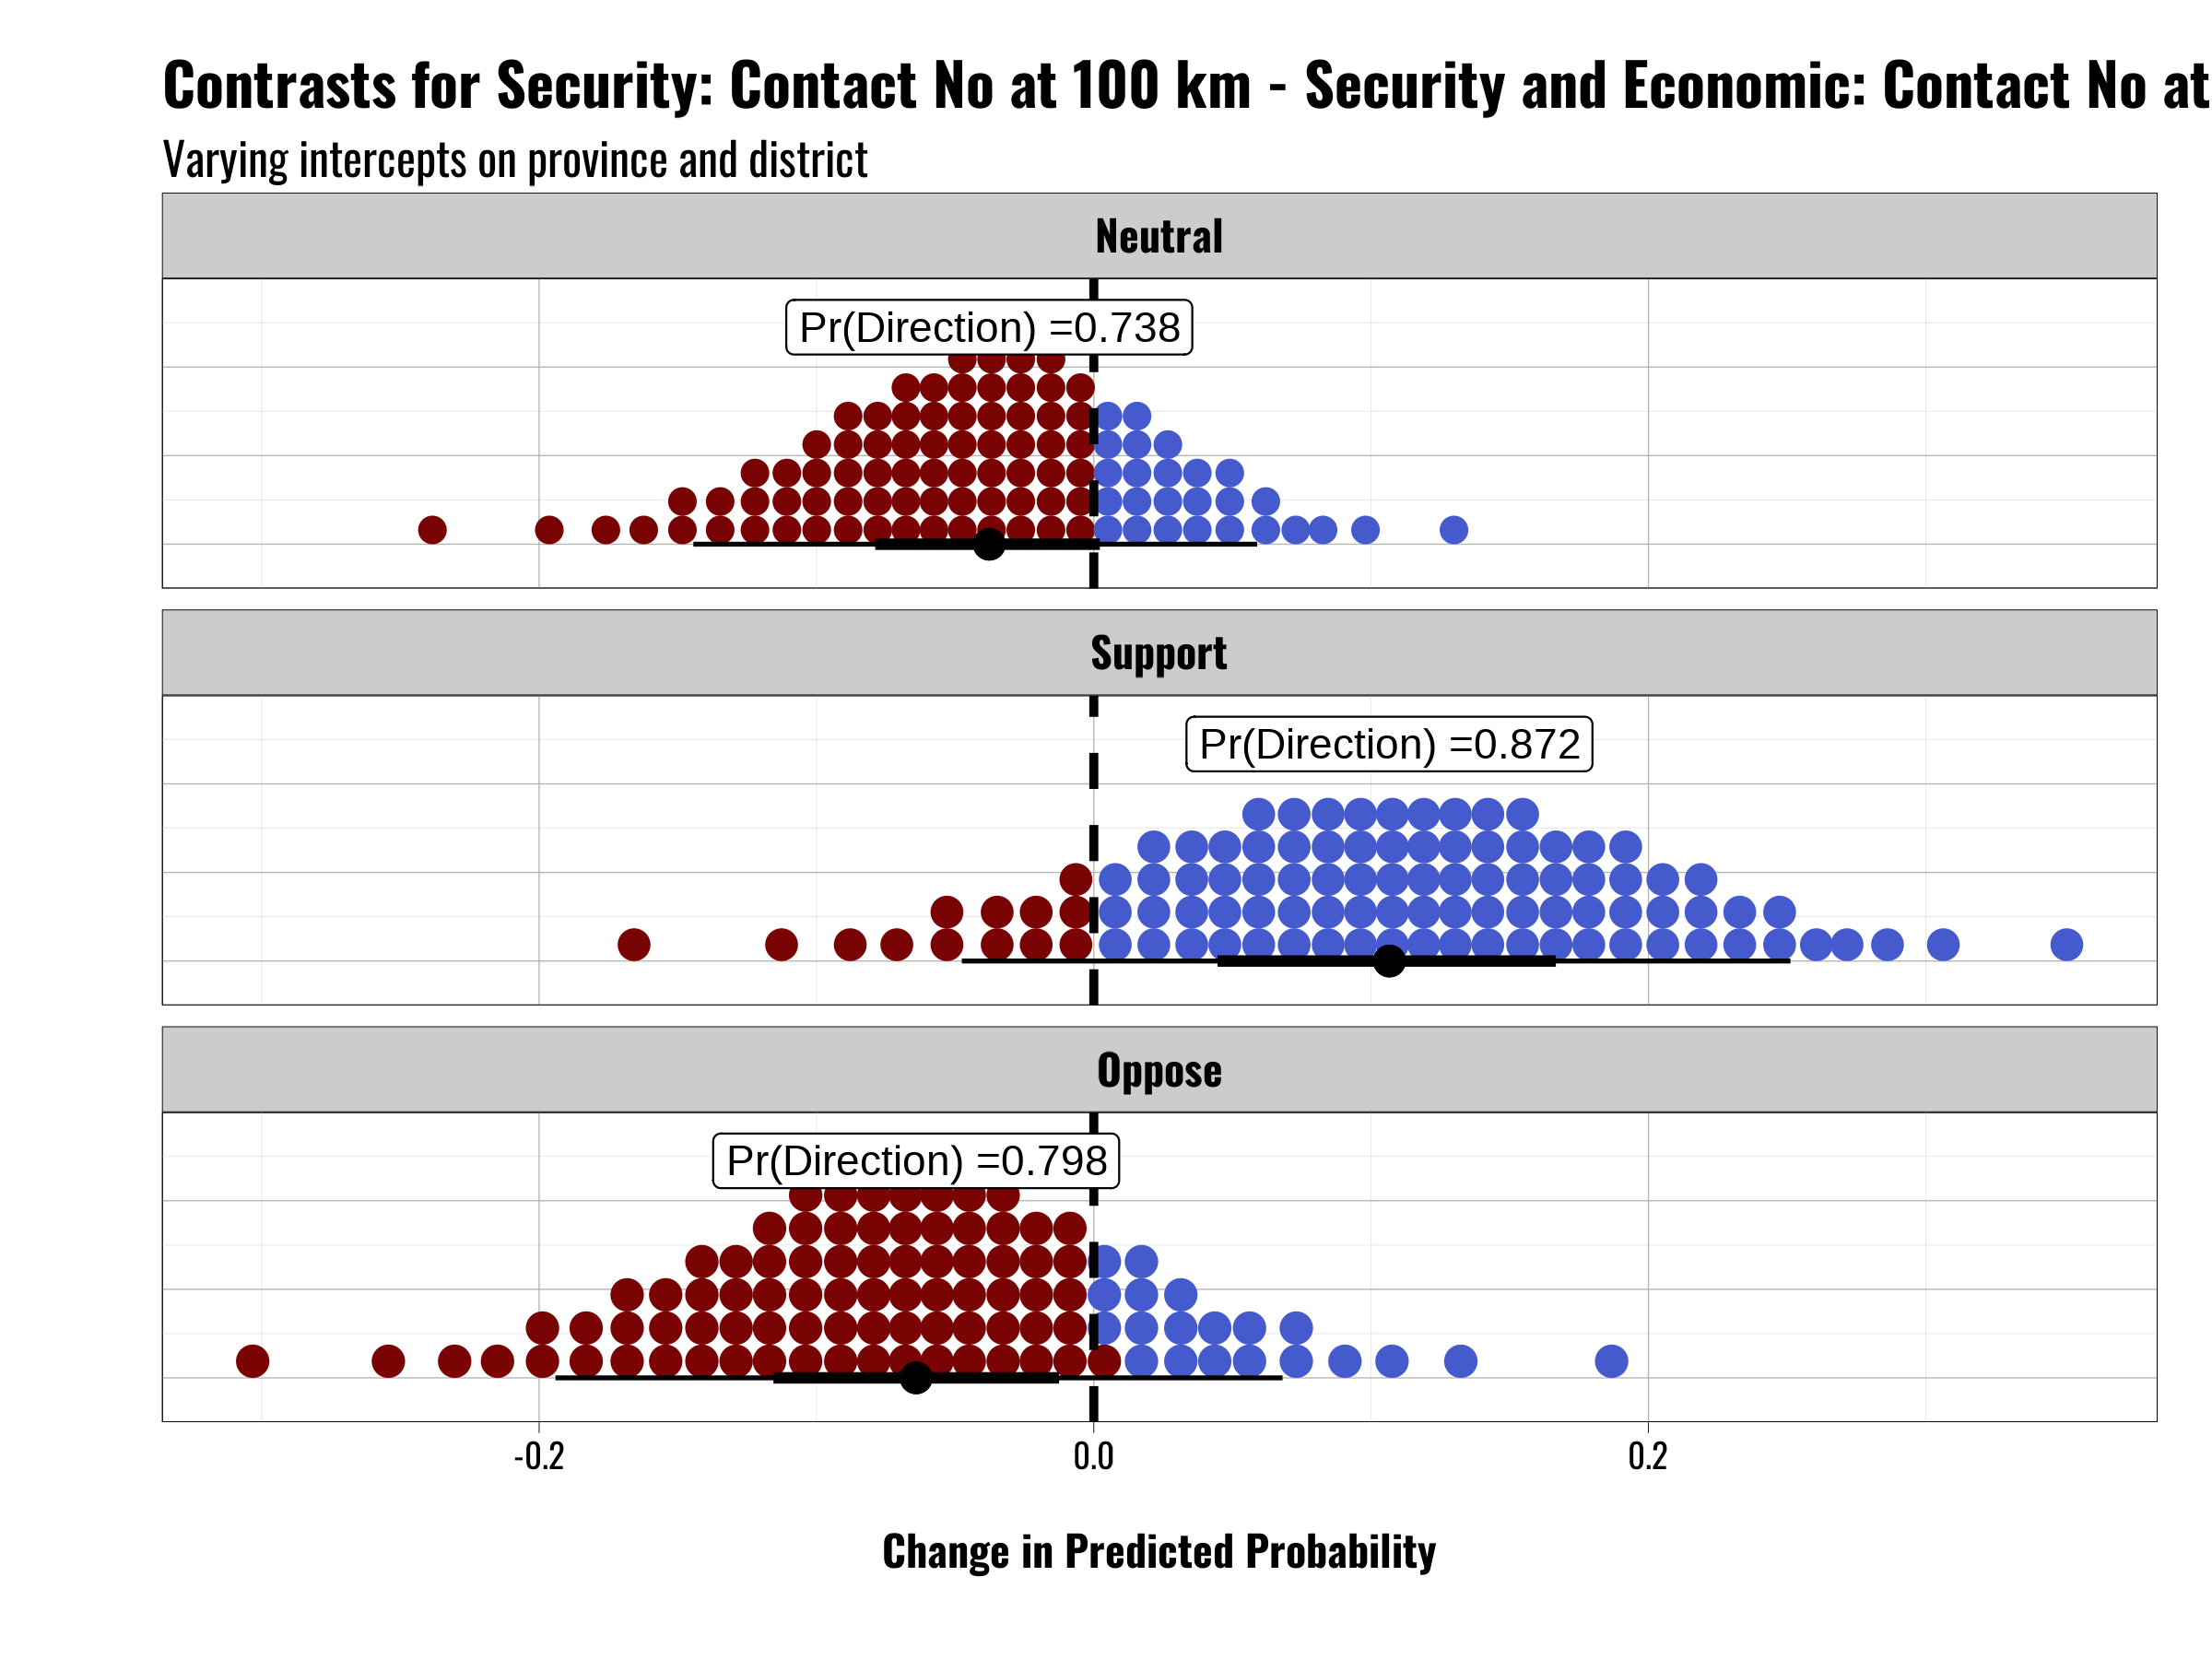 Contrasts for Security: Contact No at 100 km - Security and Economic: Contact No at
Varying intercepts on province and district
Neutral
Pr(Direction) =0.738
Support
Pr(Direction) =0.872
Oppose
Pr(Direction) =0.798
-0.2 0.0 0.2
Change in Predicted Probability